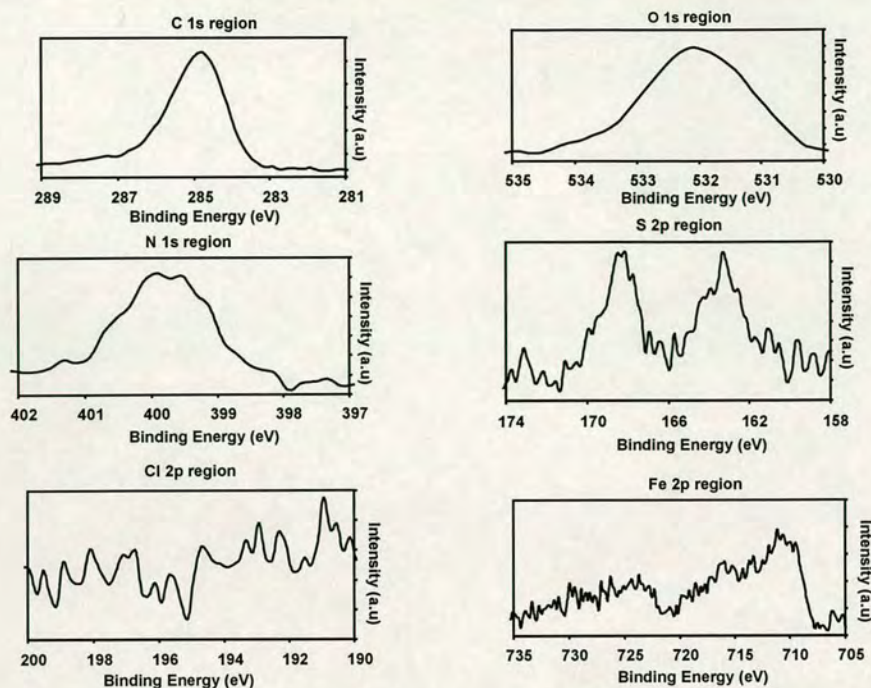 C 1s region
Intensity (a.u)
289 287 285 283 281
Binding Energy (eV)
O 1s region
Intensity (a.u)
535 534 533 532 531 530
Binding Energy (eV)
N 1s region
Intensity (a.u)
402 401 400 399 398 397
Binding Energy (eV)
S 2p region
Intensity (a.u)
174 170 166 162 158
Binding Energy (eV)
Cl 2p region
Intensity (a.u)
200 198 196 194 192 190
Binding Energy (eV)
Fe 2p region
Intensity (a.u)
735 730 725 720 715 710 705
Binding Energy (eV)